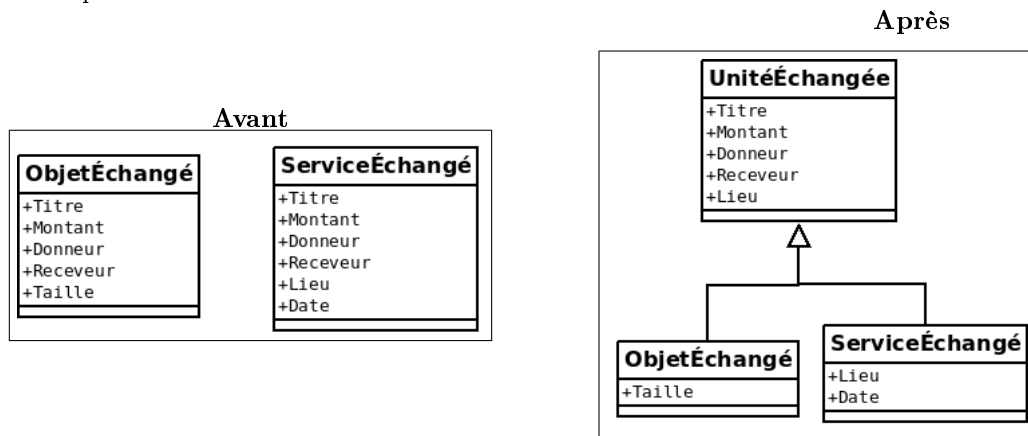 Avant
ObjetÉchangé
+Titre
+Montant
+Donneur
+Receveur
+Taille
ServiceÉchangé
+Titre
+Montant
+Donneur
+Receveur
+Lieu
+Date
Après
UnitéÉchangée
+Titre
+Montant
+Donneur
+Receveur
+Lieu
ObjetÉchangé
+Taille
ServiceÉchangé
+Lieu
+Date